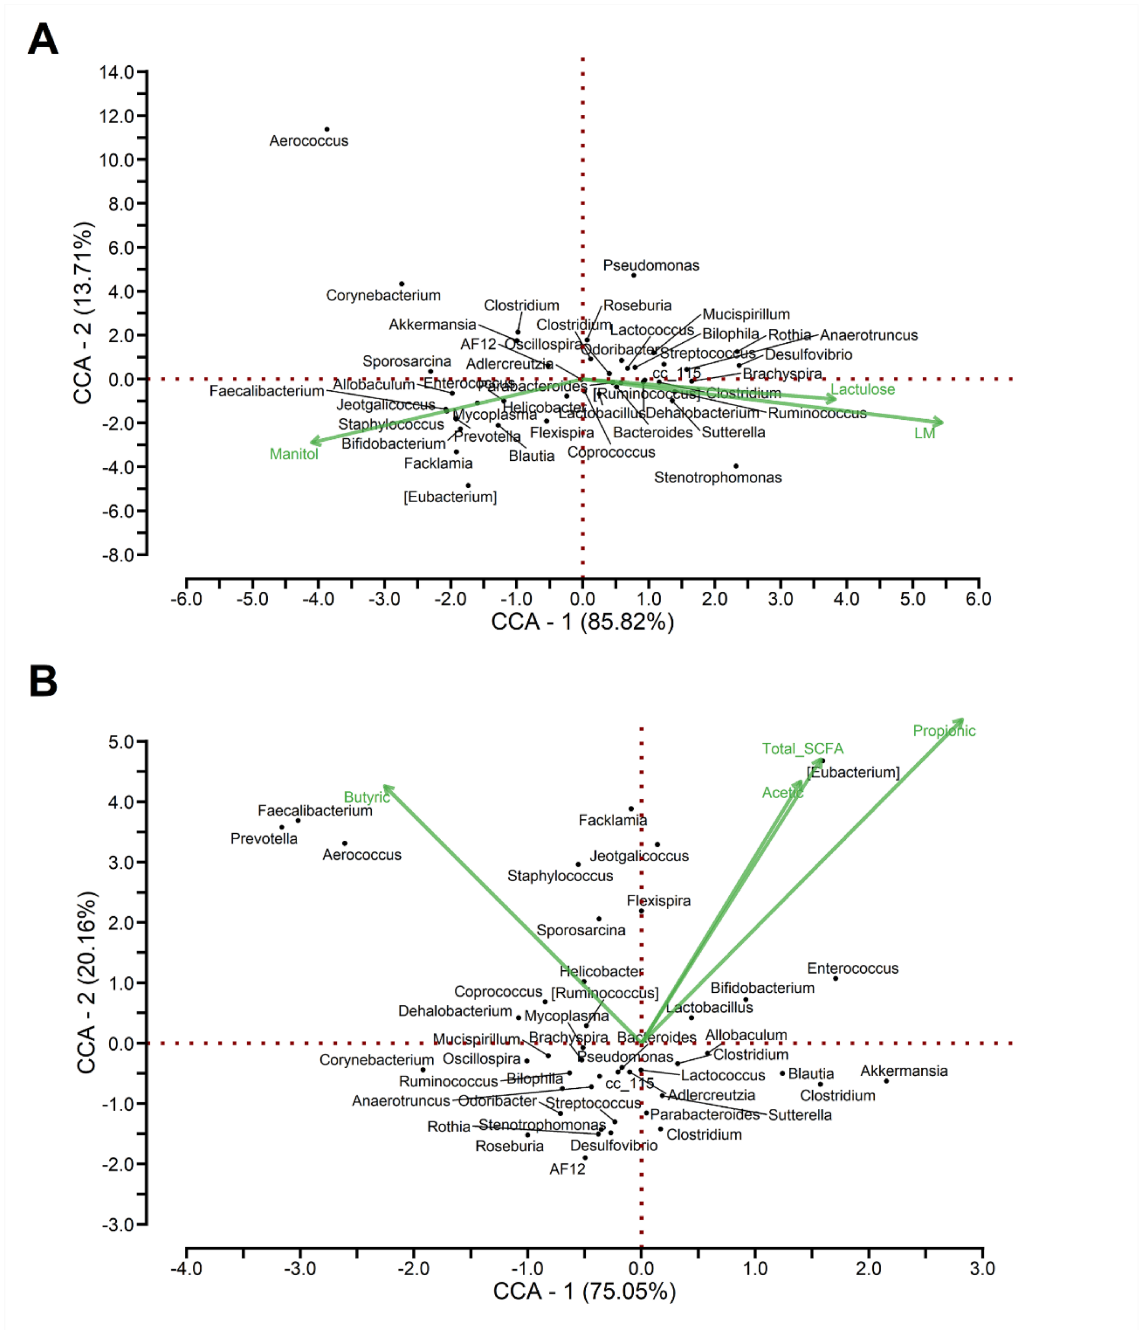 A
14.0
12.0
Aerococcus
10.0
8.0
6.0
Pseudomonas
4.0
Corynebacterium
Clostridium
Roseburia
Mucispirillum
Akkermansia
Clostridium
Lactococcus
2.0
Bilophila
Rothia
Anaerotruncus
AF12
Oscillospira
Odoribacter
Streptococcus
Desulfovibrio
Sporosarcina
Adlercreutzia
cc_115
Brachyspira
0.0
Allobaculum
Enterococcus
Parabacteroides
[Ruminococcus]
Clostridium
Lactulose
Jeotgalicoccus
Faecalibacterium
Helicobacter
Mycoplasma
Lactobacillus
Dehalobacterium
Ruminococcus
-2.0
Staphylococcus
Prevotella
Flexispira
Bacteroides
Sutterella
LM
Bifidobacterium
Manitol
Blautia
Coprococcus
Facklamia
-4.0
Stenotrophomonas
[Eubacterium]
-6.0
-8.0
CCA - 2 (13.71%)
-6.0 -5.0 -4.0 -3.0 -2.0 -1.0 0.0 1.0 2.0 3.0 4.0 5.0 6.0
CCA - 1 (85.82%)
B
Propionic
5.0
Total_SCFA
[Eubacterium]
Butyric
Acetic
4.0
Faecalibacterium
Facklamia
Prevotella
Aerococcus
Jeotgalicoccus
3.0
Staphylococcus
Flexispira
2.0
Sporosarcina
Helicobacter
Enterococcus
1.0
Coprococcus
[Ruminococcus]
Bifidobacterium
Dehalobacterium
Mycoplasma
Lactobacillus
Mucispirillum
Brachyspira
Bacteroides
Allobaculum
0.0
Corynebacterium
Oscillospira
Pseudomonas
Clostridium
Ruminococcus
Bilophila
cc_115
Lactococcus
Blautia
Akkermansia
Anaerotruncus
Odoribacter
Streptococcus
Adlercreutzia
Clostridium
-1.0
Rothia
Stenotrophomonas
Parabacteroides
Sutterella
Roseburia
Desulfovibrio
Clostridium
AF12
-2.0
-3.0
CCA - 2 (20.16%)
-4.0 -3.0 -2.0 -1.0 0.0 1.0 2.0 3.0
CCA - 1 (75.05%)